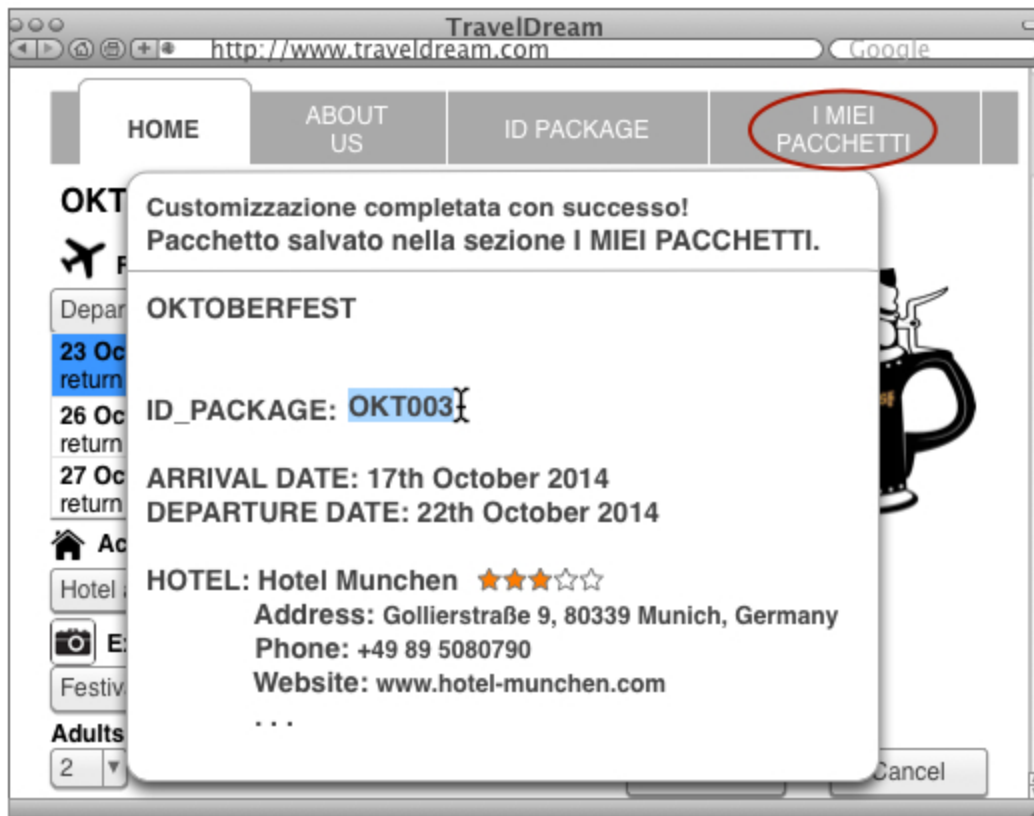 TravelDream
http://www.traveldream.com
Google
HOME
ABOUT
US
ID PACKAGE
I MIEI
PACCHETTI
OKT
Customizzazione completata con successo!
Pacchetto salvato nella sezione I MIEI PACCHETTI.
F
Depar
23 Oc
return
26 Oc
return
27 Oc
return
Ac
Hotel
E
Festiv
Adults
2
OKTOBERFEST
ID_PACKAGE: OKT003
ARRIVAL DATE: 17th October 2014
DEPARTURE DATE: 22th October 2014
HOTEL: Hotel Munchen
Address: Gollierstraße 9, 80339 Munich, Germany
Phone: +49 89 5080790
Website: www.hotel-munchen.com
. . .
Cancel